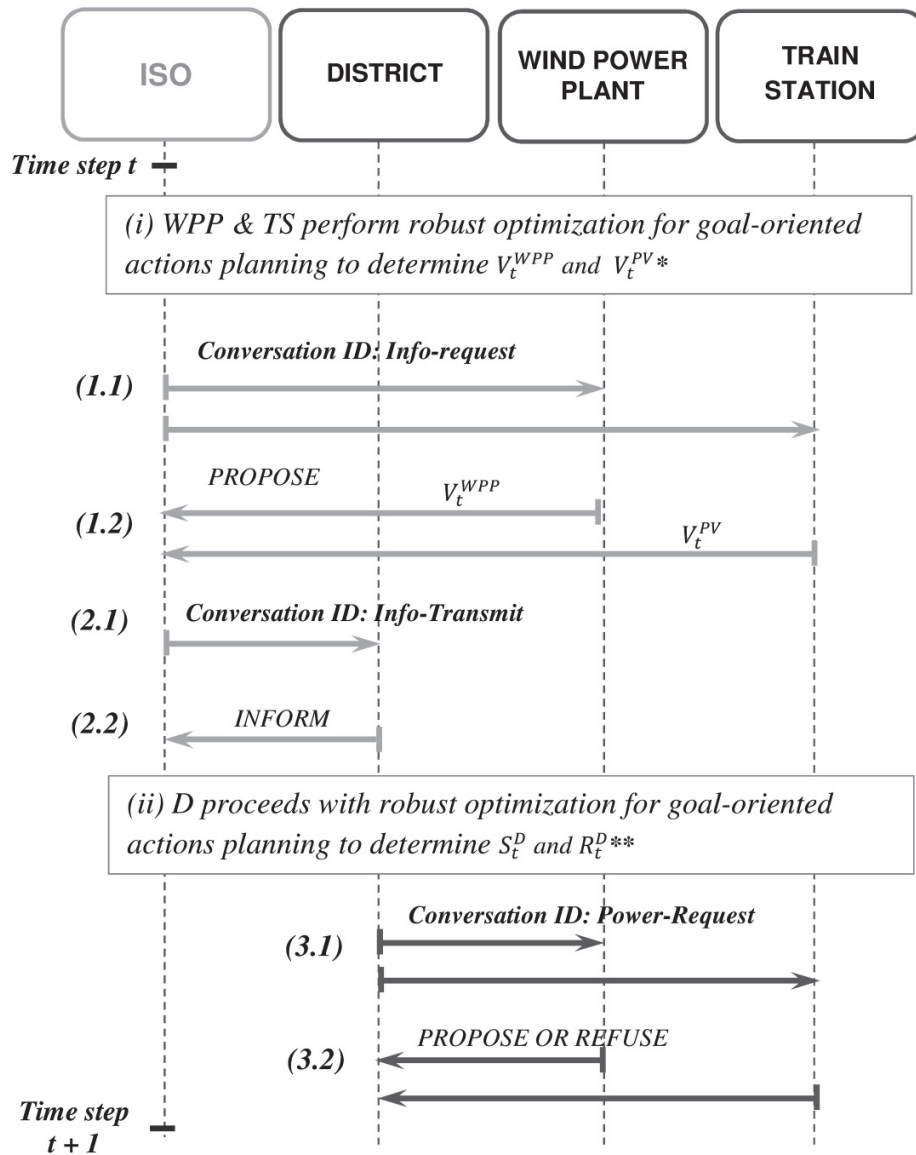 ISO
DISTRICT
WIND POWER
PLANT
TRAIN
STATION
Time step t
(i) WPP & TS perform robust optimization for goal-oriented
actions planning to determine V_t^{WPP} and V_t^{PV}*
Conversation ID: Info-request
(1.1)
PROPOSE
V_t^{WPP}
(1.2)
V_t^{PV}
(2.1)
Conversation ID: Info-Transmit
(2.2)
INFORM
(ii) D proceeds with robust optimization for goal-oriented
actions planning to determine S_t^D and R_t^D**
Conversation ID: Power-Request
(3.1)
PROPOSE OR REFUSE
(3.2)
Time step
t + 1